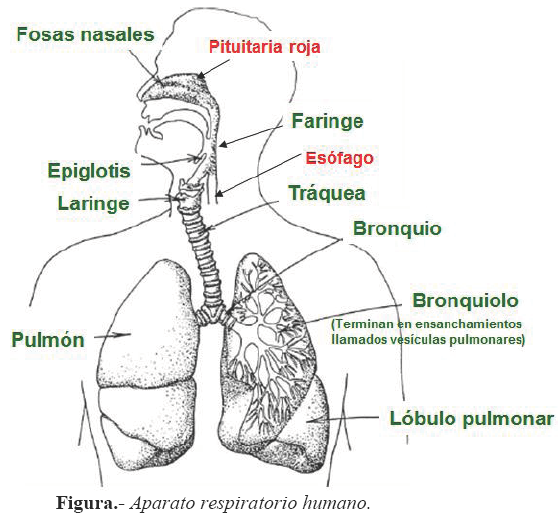 Fosas nasales
Pituitaria roja
Faringe
Esófago
Epiglotis
Laringe
Tráquea
Bronquio
Bronquiolo
(Terminan en ensanchamientos
llamados vesículas pulmonares)
Pulmón
Lóbulo pulmonar
Figura.- Aparato respiratorio humano.